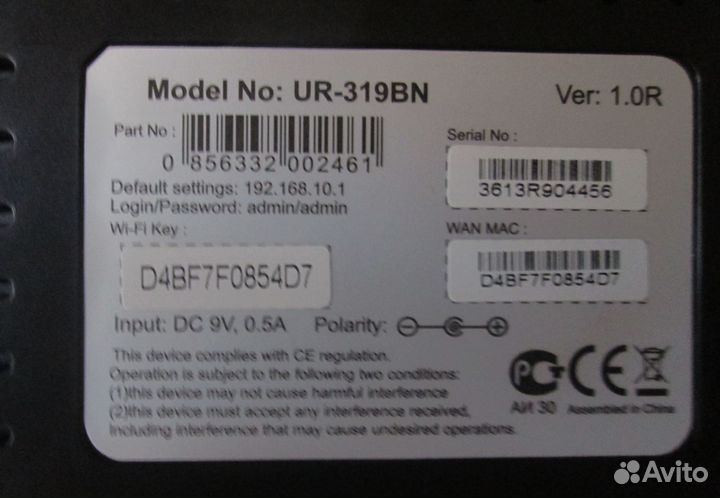 Model No: UR-319BN
Ver: 1.0R
Part No :
0 856332 002461
Serial No :
3613R904456
Default settings: 192.168.10.1
Login/Password: admin/admin
Wi-Fi Key :
D4BF7F0854D7
WAN MAC :
D4BF7F0854D7
Input: DC 9V, 0.5A Polarity:
This device complies with CE regulation.
Operation is subject to the following two conditions:
(1)this device may not cause harmful interference
(2)this device must accept any interference received,
Including interference that may cause undesired operations.
РСТ CE
АИ 30 Assembled in China
Avito